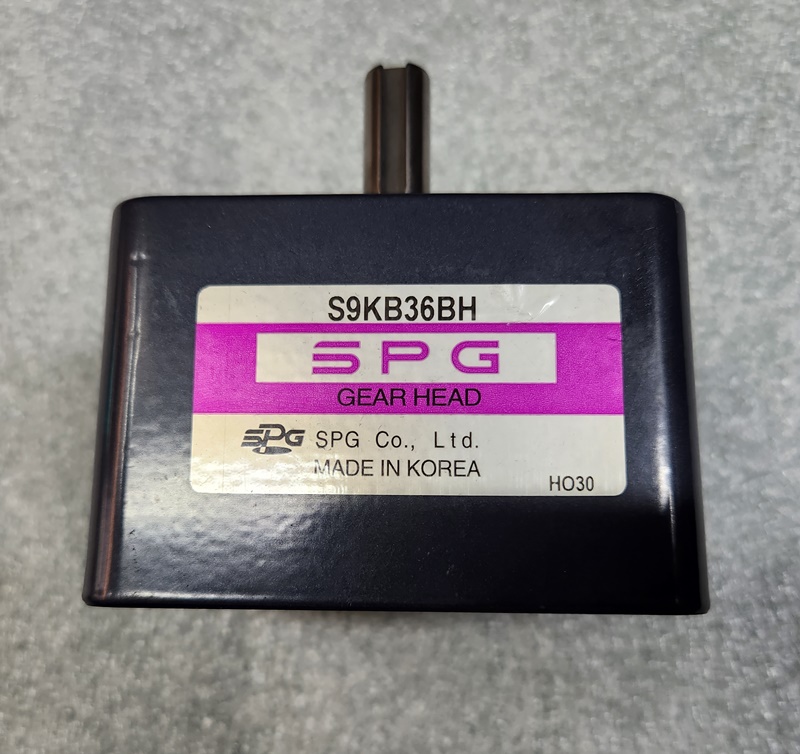 S9KB36BH
SPG
GEAR HEAD
SPG SPG Co., Ltd.
MADE IN KOREA
HO30